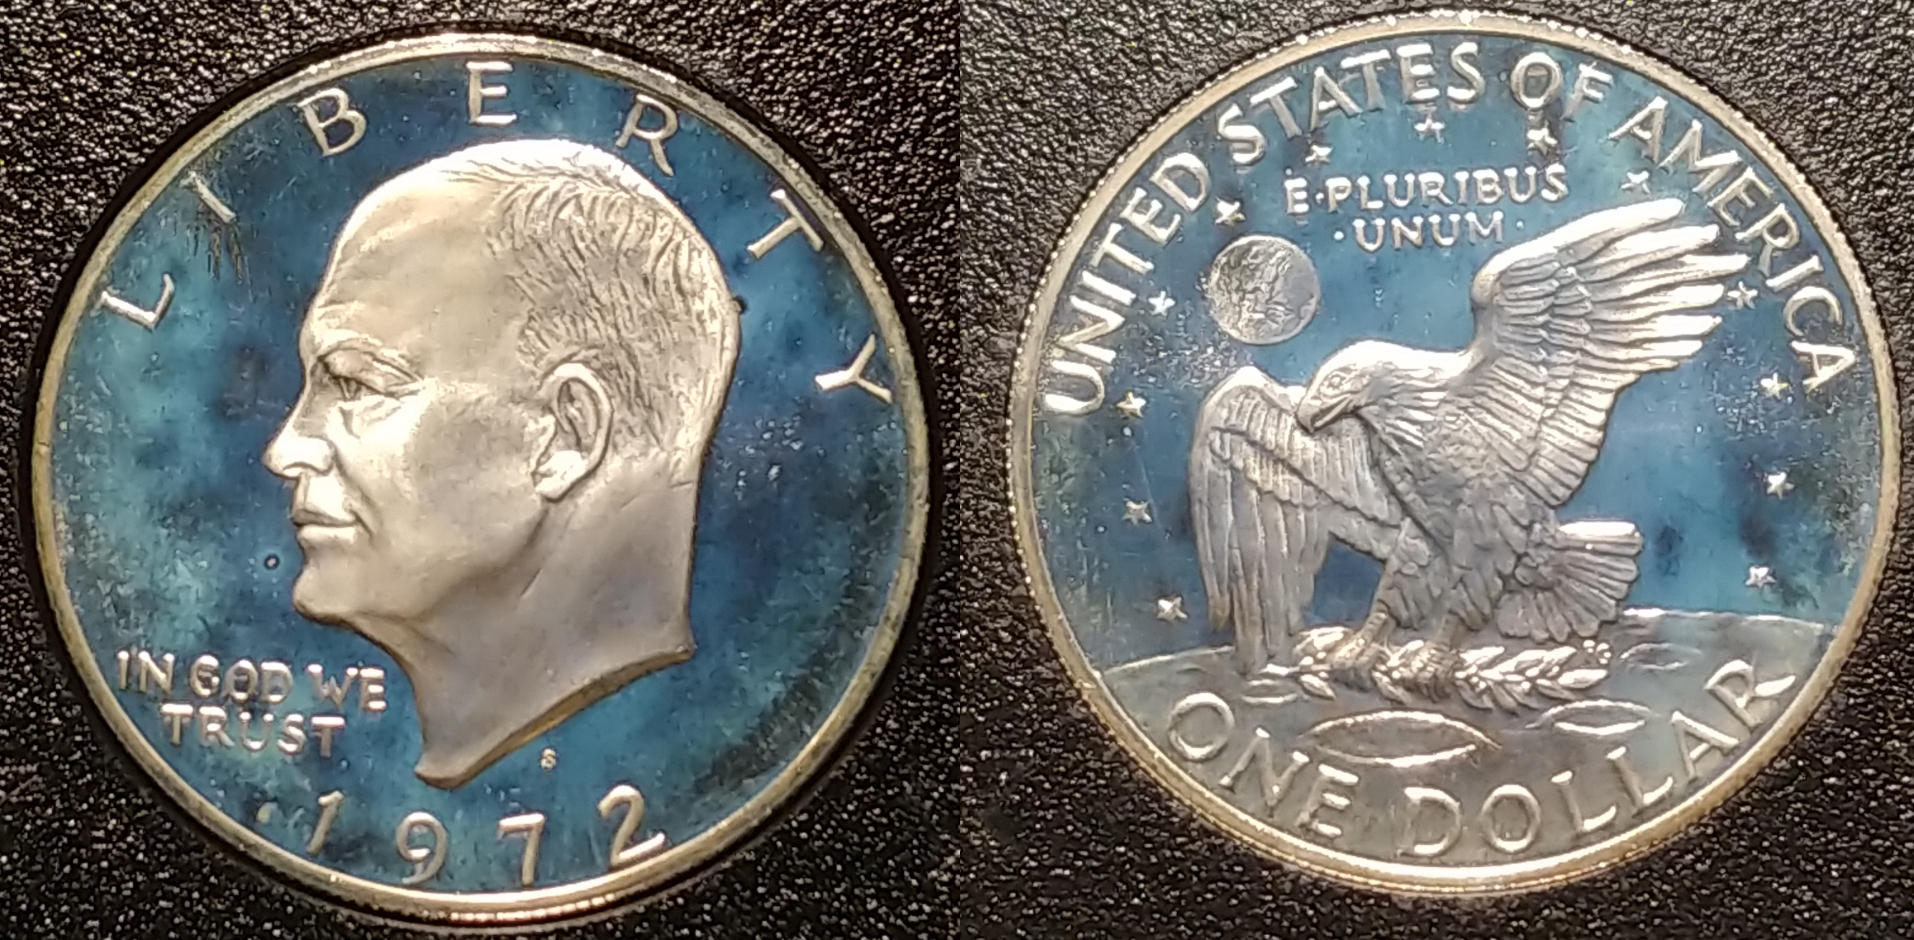 LIBERTY
IN GOD WE
TRUST
S
1972
UNITED STATES OF AMERICA
E·PLURIBUS
·UNUM·
ONE DOLLAR